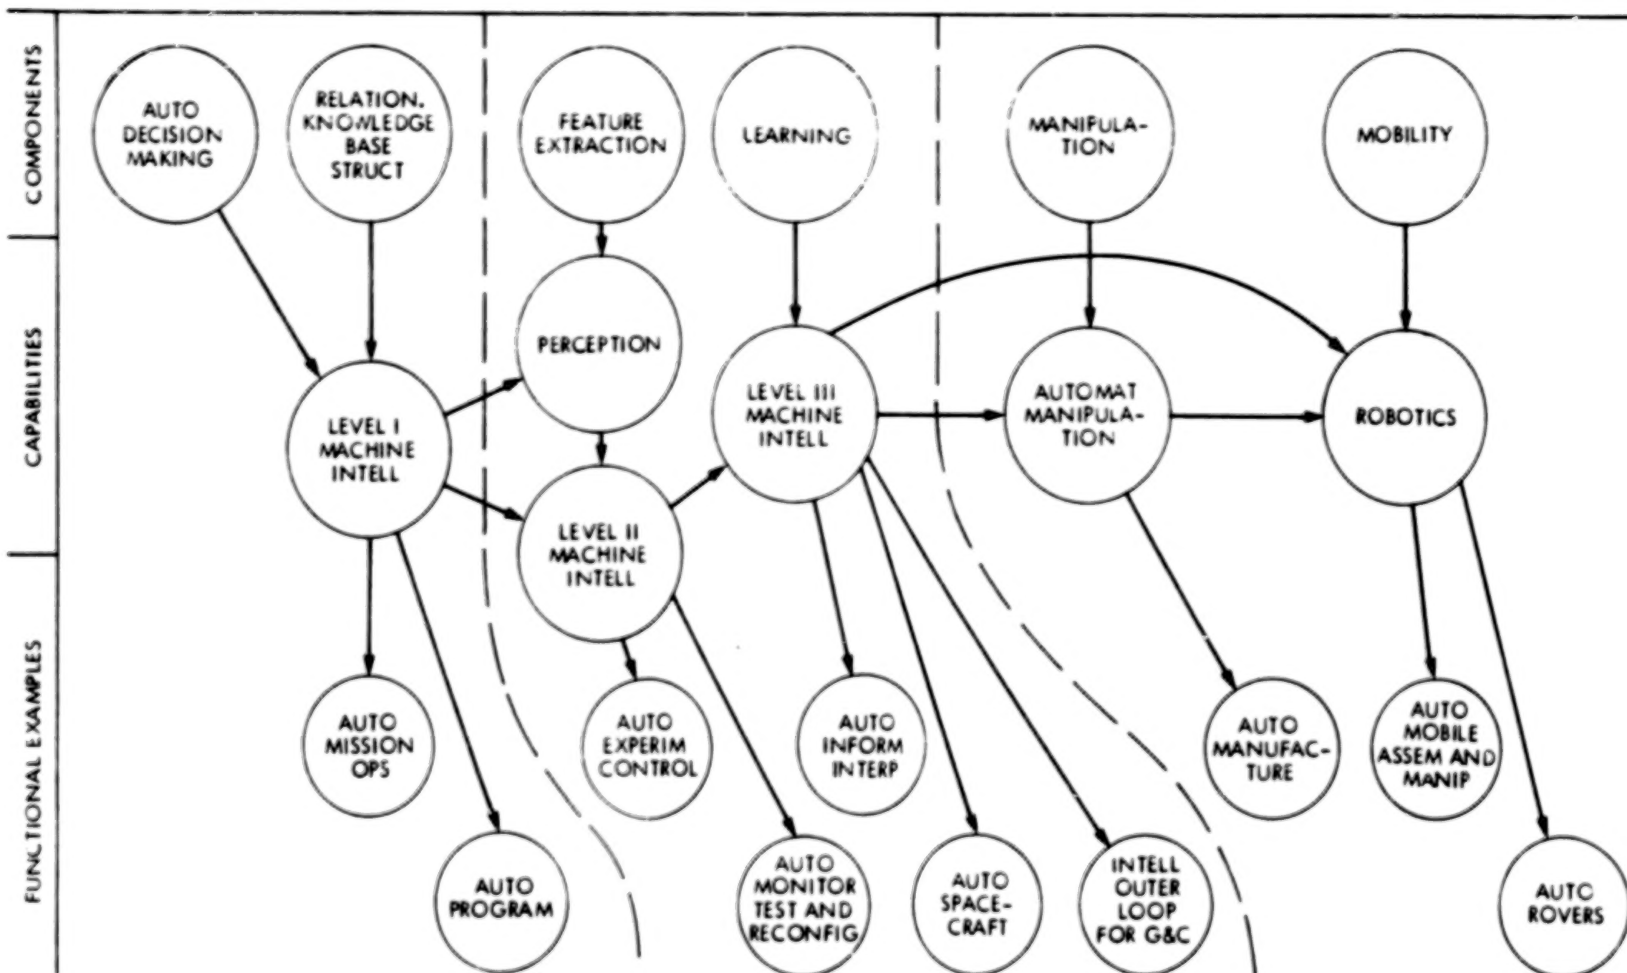 COMPONENTS
AUTO
DECISION
MAKING
RELATION.
KNOWLEDGE
BASE
STRUCT
FEATURE
EXTRACTION
LEARNING
MANIPULA-
TION
MOBILITY
CAPABILITIES
LEVEL I
MACHINE
INTELL
PERCEPTION
LEVEL II
MACHINE
INTELL
LEVEL III
MACHINE
INTELL
AUTOMAT
MANIPULA-
TION
ROBOTICS
FUNCTIONAL EXAMPLES
AUTO
MISSION
OPS
AUTO
PROGRAM
AUTO
EXPERIM
CONTROL
AUTO
MONITOR
TEST AND
RECONFIG
AUTO
INFORM
INTERP
AUTO
SPACE-
CRAFT
INTELL
OUTER
LOOP
FOR G&C
AUTO
MANUFAC-
TURE
AUTO
MOBILE
ASSEM AND
MANIP
AUTO
ROVERS